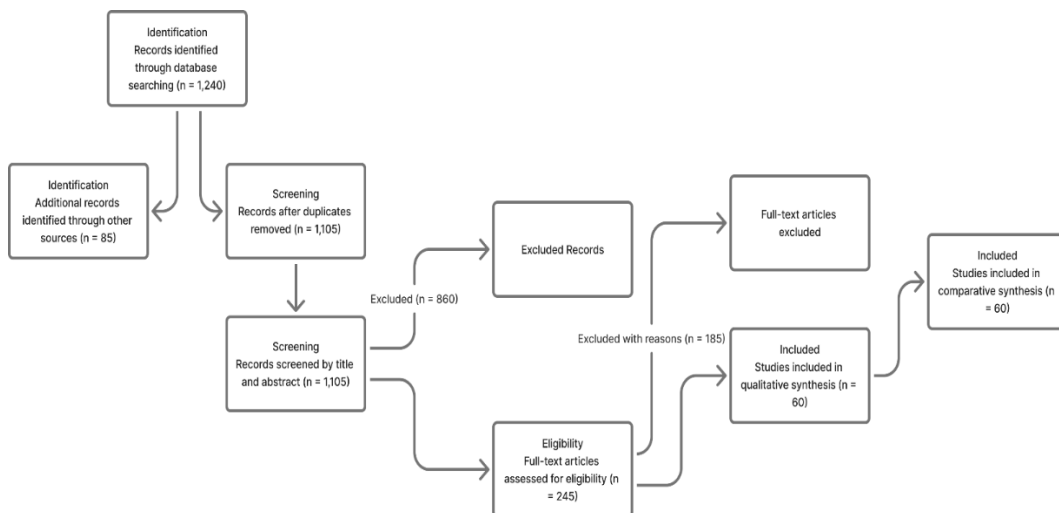 Identification
Records identified
through database
searching (n = 1,240)
Identification
Additional records
identified through other
sources (n = 85)
Screening
Records after duplicates
removed (n = 1,105)
Screening
Records screened by title
and abstract (n = 1,105)
Excluded (n = 860)
Excluded Records
Eligibility
Full-text articles
assessed for eligibility (n
= 245)
Excluded with reasons (n = 185)
Full-text articles
excluded
Included
Studies included in
qualitative synthesis (n =
60)
Included
Studies included in
comparative synthesis (n
= 60)